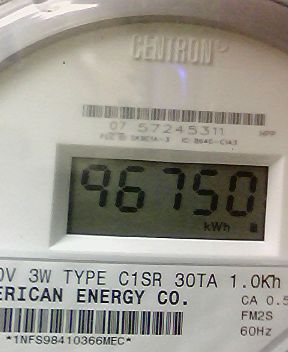 CENTRON
07 57245311 HPP
96750
kWh
0V 3W TYPE C1SR 30TA 1.0Kh
ERICAN ENERGY CO.
CA 0.5
FM2S
60Hz
*1NFS98410366MEC*